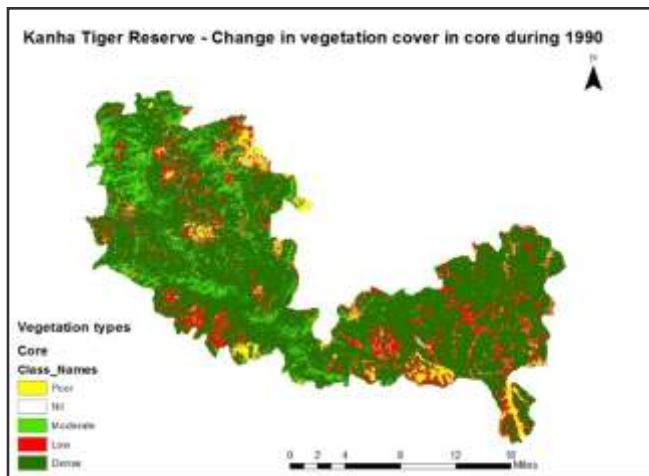 Kanha Tiger Reserve - Change in vegetation cover in core during 1990
N
Vegetation types
Core
Class_Names
Poor
Nil
Moderate
Low
Dense
0 2 4 8 12 16
Miles